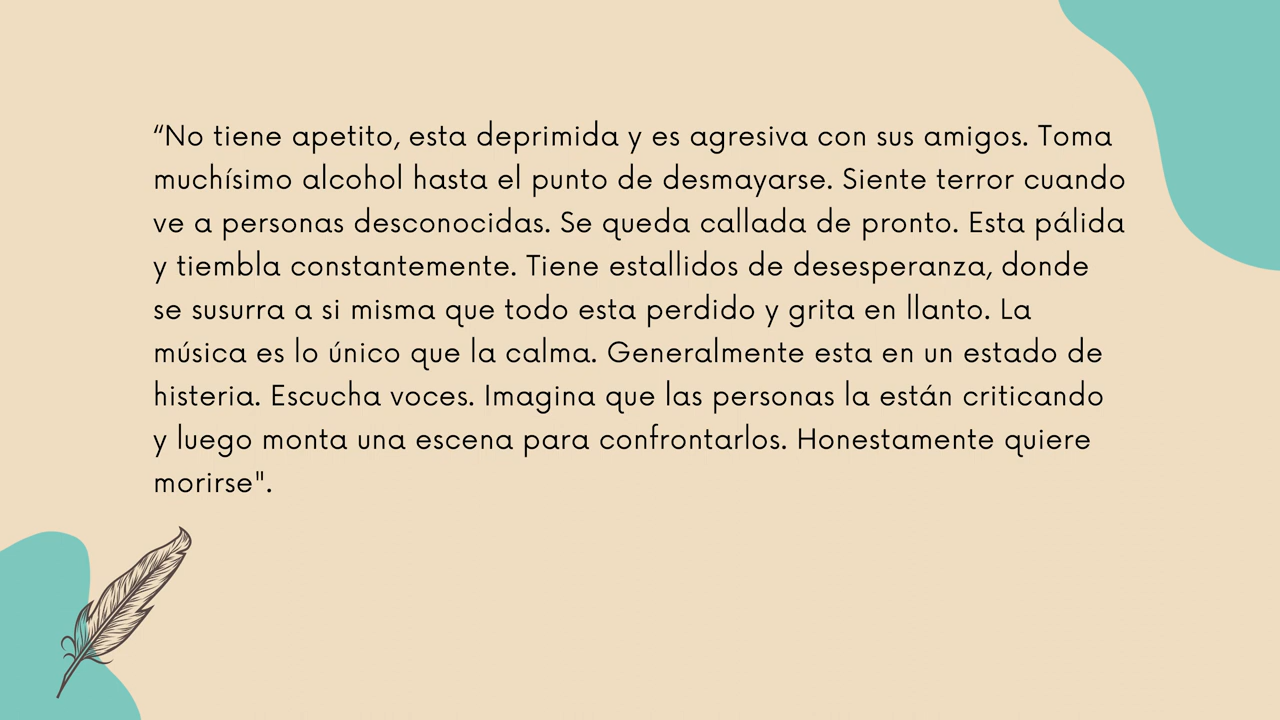 “No tiene apetito, esta deprimida y es agresiva con sus amigos. Toma
muchísimo alcohol hasta el punto de desmayarse. Siente terror cuando
ve a personas desconocidas. Se queda callada de pronto. Esta pálida
y tiembla constantemente. Tiene estallidos de desesperanza, donde
se susurra a si misma que todo esta perdido y grita en llanto. La
música es lo único que la calma. Generalmente esta en un estado de
histeria. Escucha voces. Imagina que las personas la están criticando
y luego monta una escena para confrontarlos. Honestamente quiere
morirse".